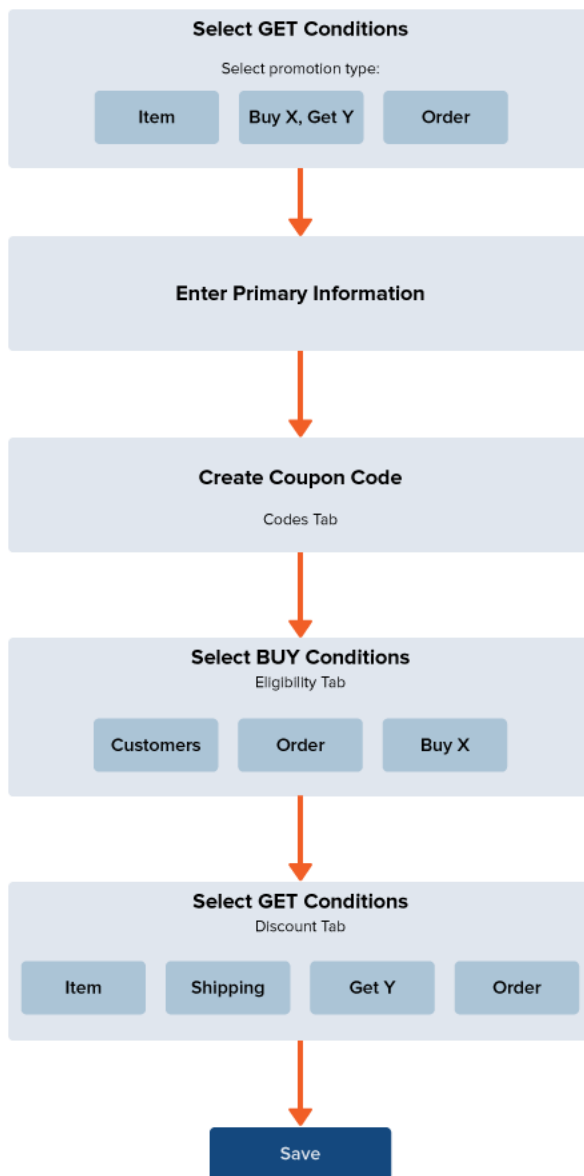 Select GET Conditions
Select promotion type:
Item Buy X, Get Y Order
Enter Primary Information
Create Coupon Code
Codes Tab
Select BUY Conditions
Eligibility Tab
Customers Order Buy X
Select GET Conditions
Discount Tab
Item Shipping Get Y Order
Save